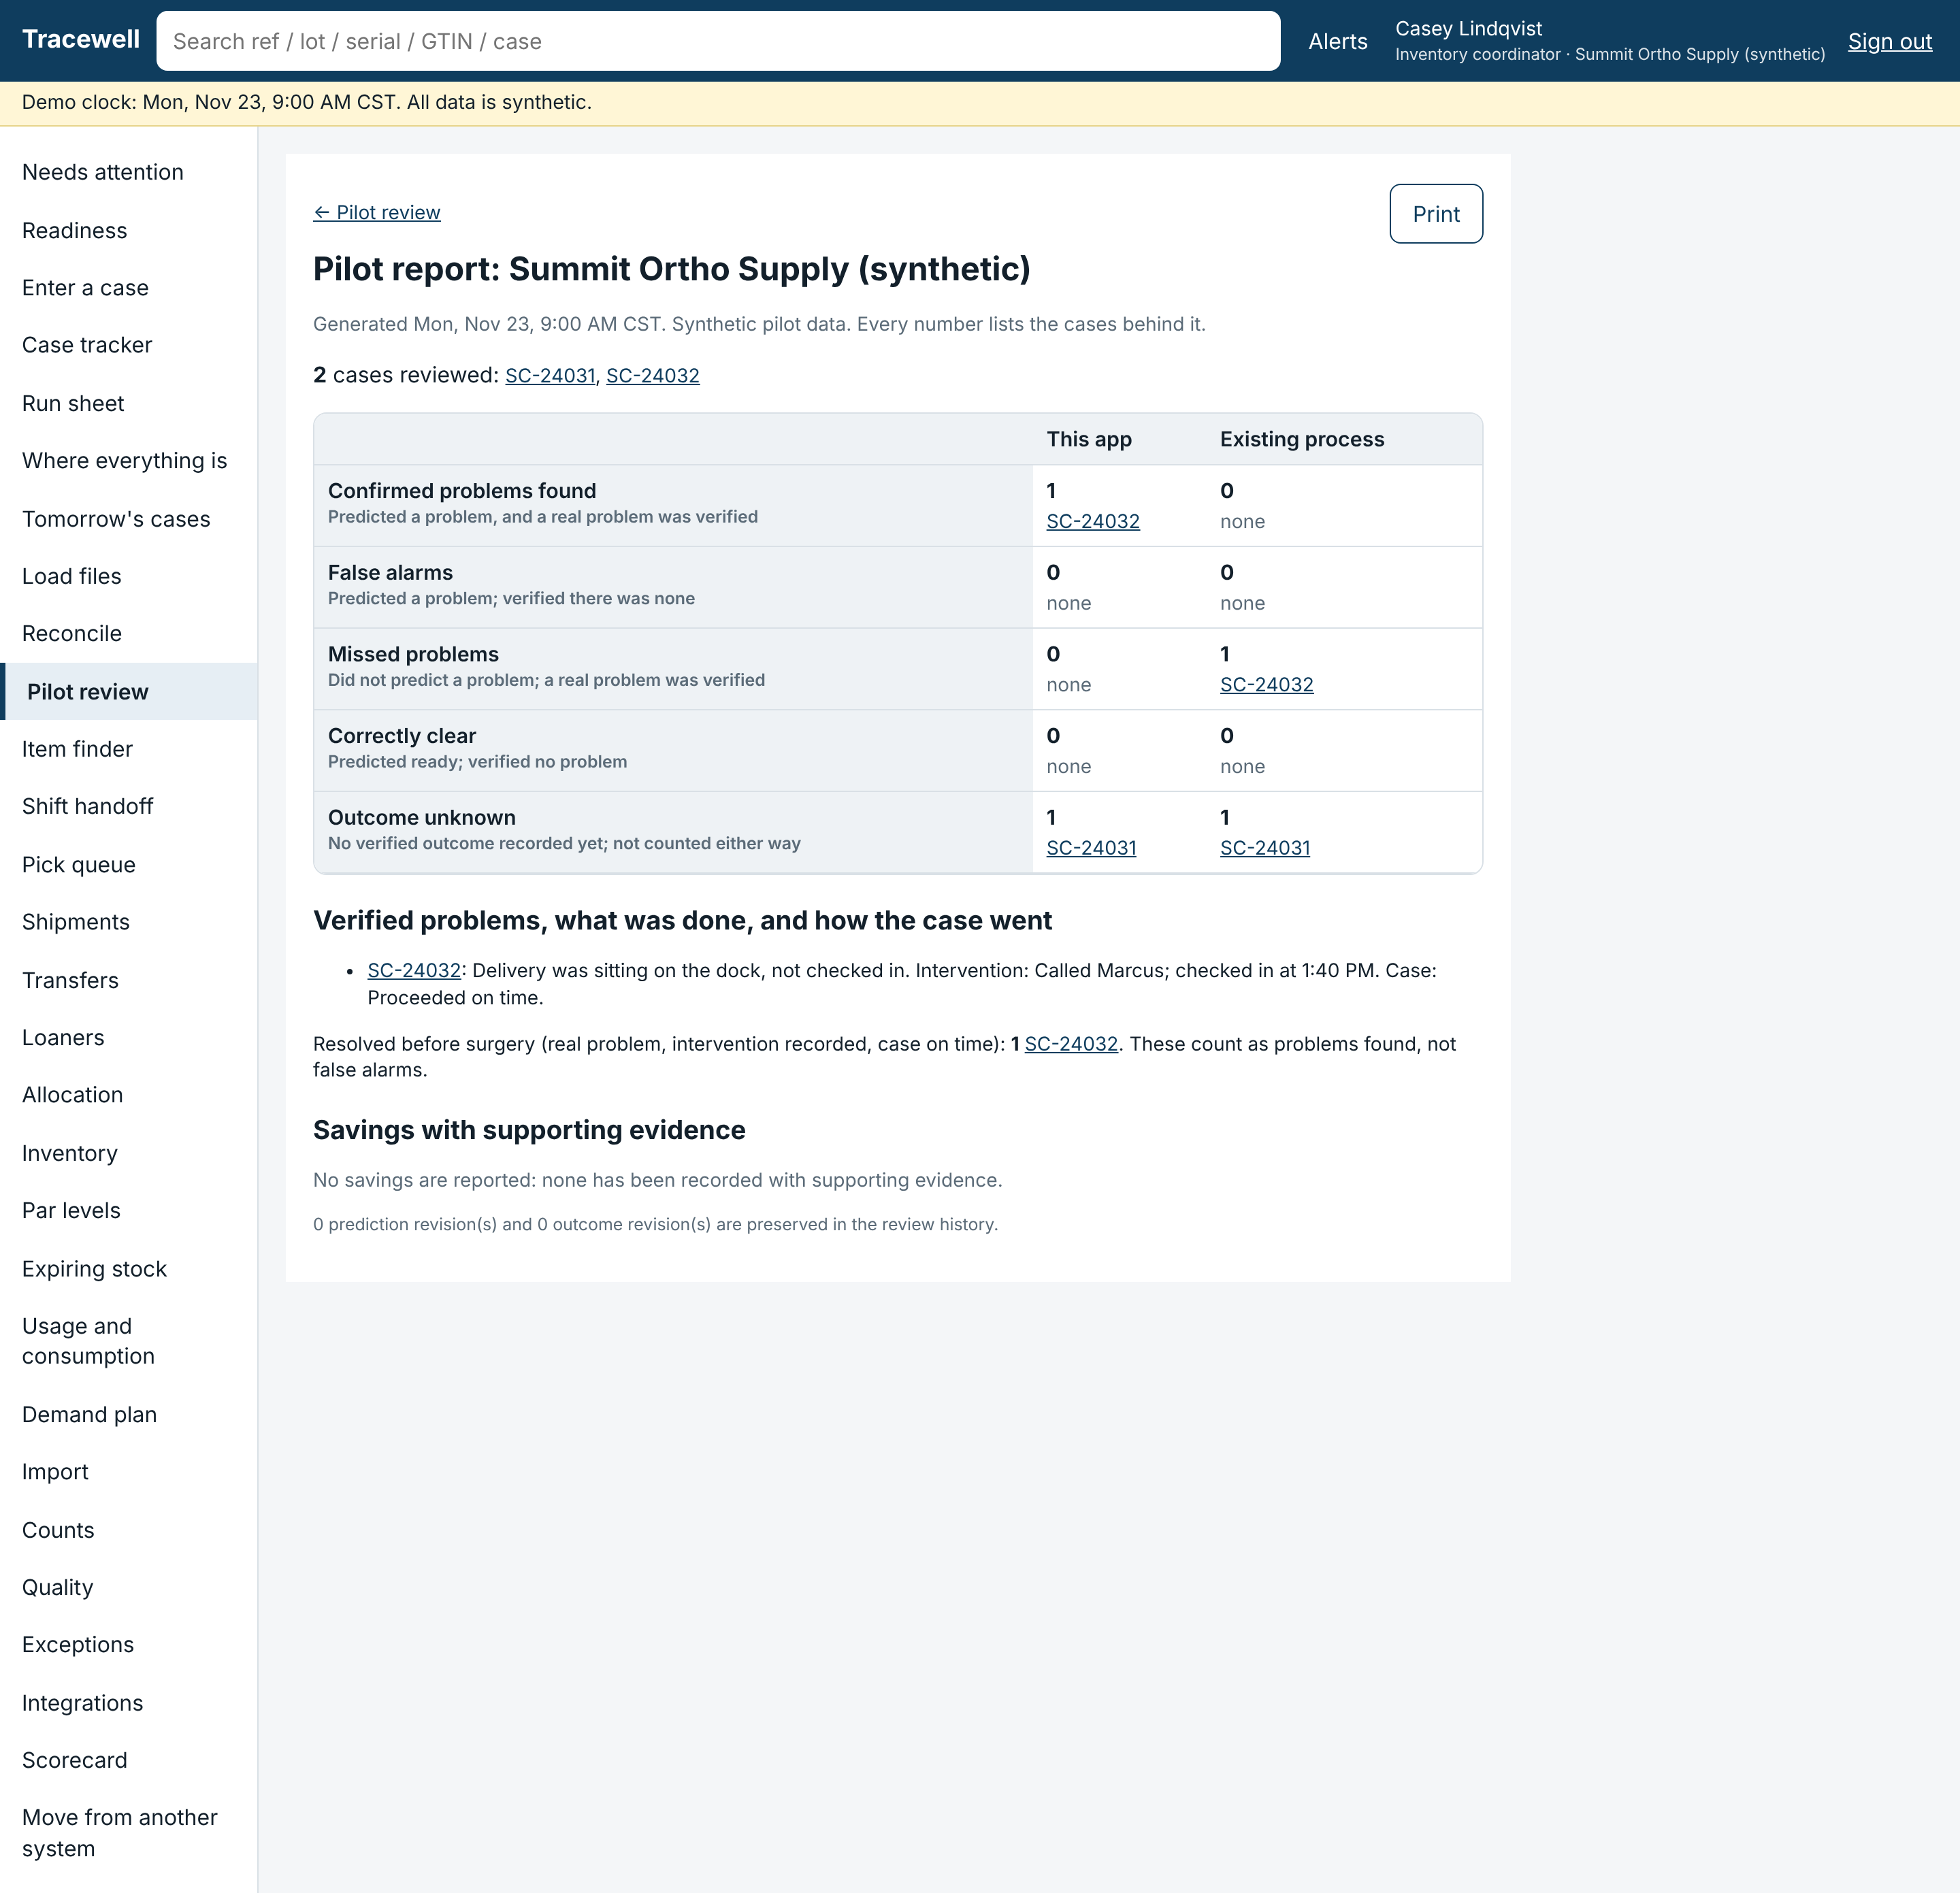 Tracewell
Search ref / lot / serial / GTIN / case
Alerts
Casey Lindqvist
Inventory coordinator · Summit Ortho Supply (synthetic)
Sign out
Demo clock: Mon, Nov 23, 9:00 AM CST. All data is synthetic.
Needs attention
Readiness
Enter a case
Case tracker
Run sheet
Where everything is
Tomorrow's cases
Load files
Reconcile
Pilot review
Item finder
Shift handoff
Pick queue
Shipments
Transfers
Loaners
Allocation
Inventory
Par levels
Expiring stock
Usage and
consumption
Demand plan
Import
Counts
Quality
Exceptions
Integrations
Scorecard
Move from another
system
← Pilot review
Print
Pilot report: Summit Ortho Supply (synthetic)
Generated Mon, Nov 23, 9:00 AM CST. Synthetic pilot data. Every number lists the cases behind it.
2 cases reviewed: SC-24031, SC-24032
This app Existing process
Confirmed problems found 1 0
Predicted a problem, and a real problem was verified SC-24032 none
False alarms 0 0
Predicted a problem; verified there was none none none
Missed problems 0 1
Did not predict a problem; a real problem was verified none SC-24032
Correctly clear 0 0
Predicted ready; verified no problem none none
Outcome unknown 1 1
No verified outcome recorded yet; not counted either way SC-24031 SC-24031
Verified problems, what was done, and how the case went
• SC-24032: Delivery was sitting on the dock, not checked in. Intervention: Called Marcus; checked in at 1:40 PM. Case:
Proceeded on time.
Resolved before surgery (real problem, intervention recorded, case on time): 1 SC-24032. These count as problems found, not
false alarms.
Savings with supporting evidence
No savings are reported: none has been recorded with supporting evidence.
0 prediction revision(s) and 0 outcome revision(s) are preserved in the review history.